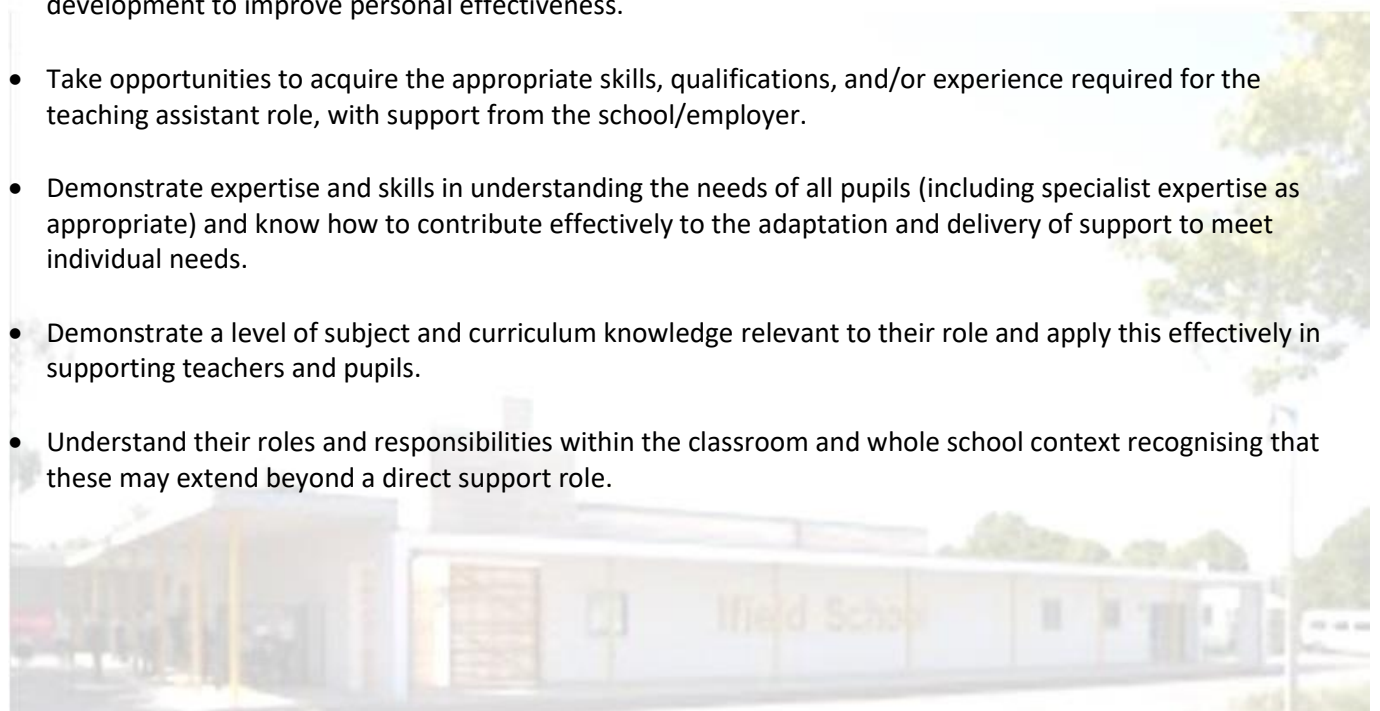 development to improve personal effectiveness.
• Take opportunities to acquire the appropriate skills, qualifications, and/or experience required for the
teaching assistant role, with support from the school/employer.
• Demonstrate expertise and skills in understanding the needs of all pupils (including specialist expertise as
appropriate) and know how to contribute effectively to the adaptation and delivery of support to meet
individual needs.
• Demonstrate a level of subject and curriculum knowledge relevant to their role and apply this effectively in
supporting teachers and pupils.
• Understand their roles and responsibilities within the classroom and whole school context recognising that
these may extend beyond a direct support role.
Ifield School